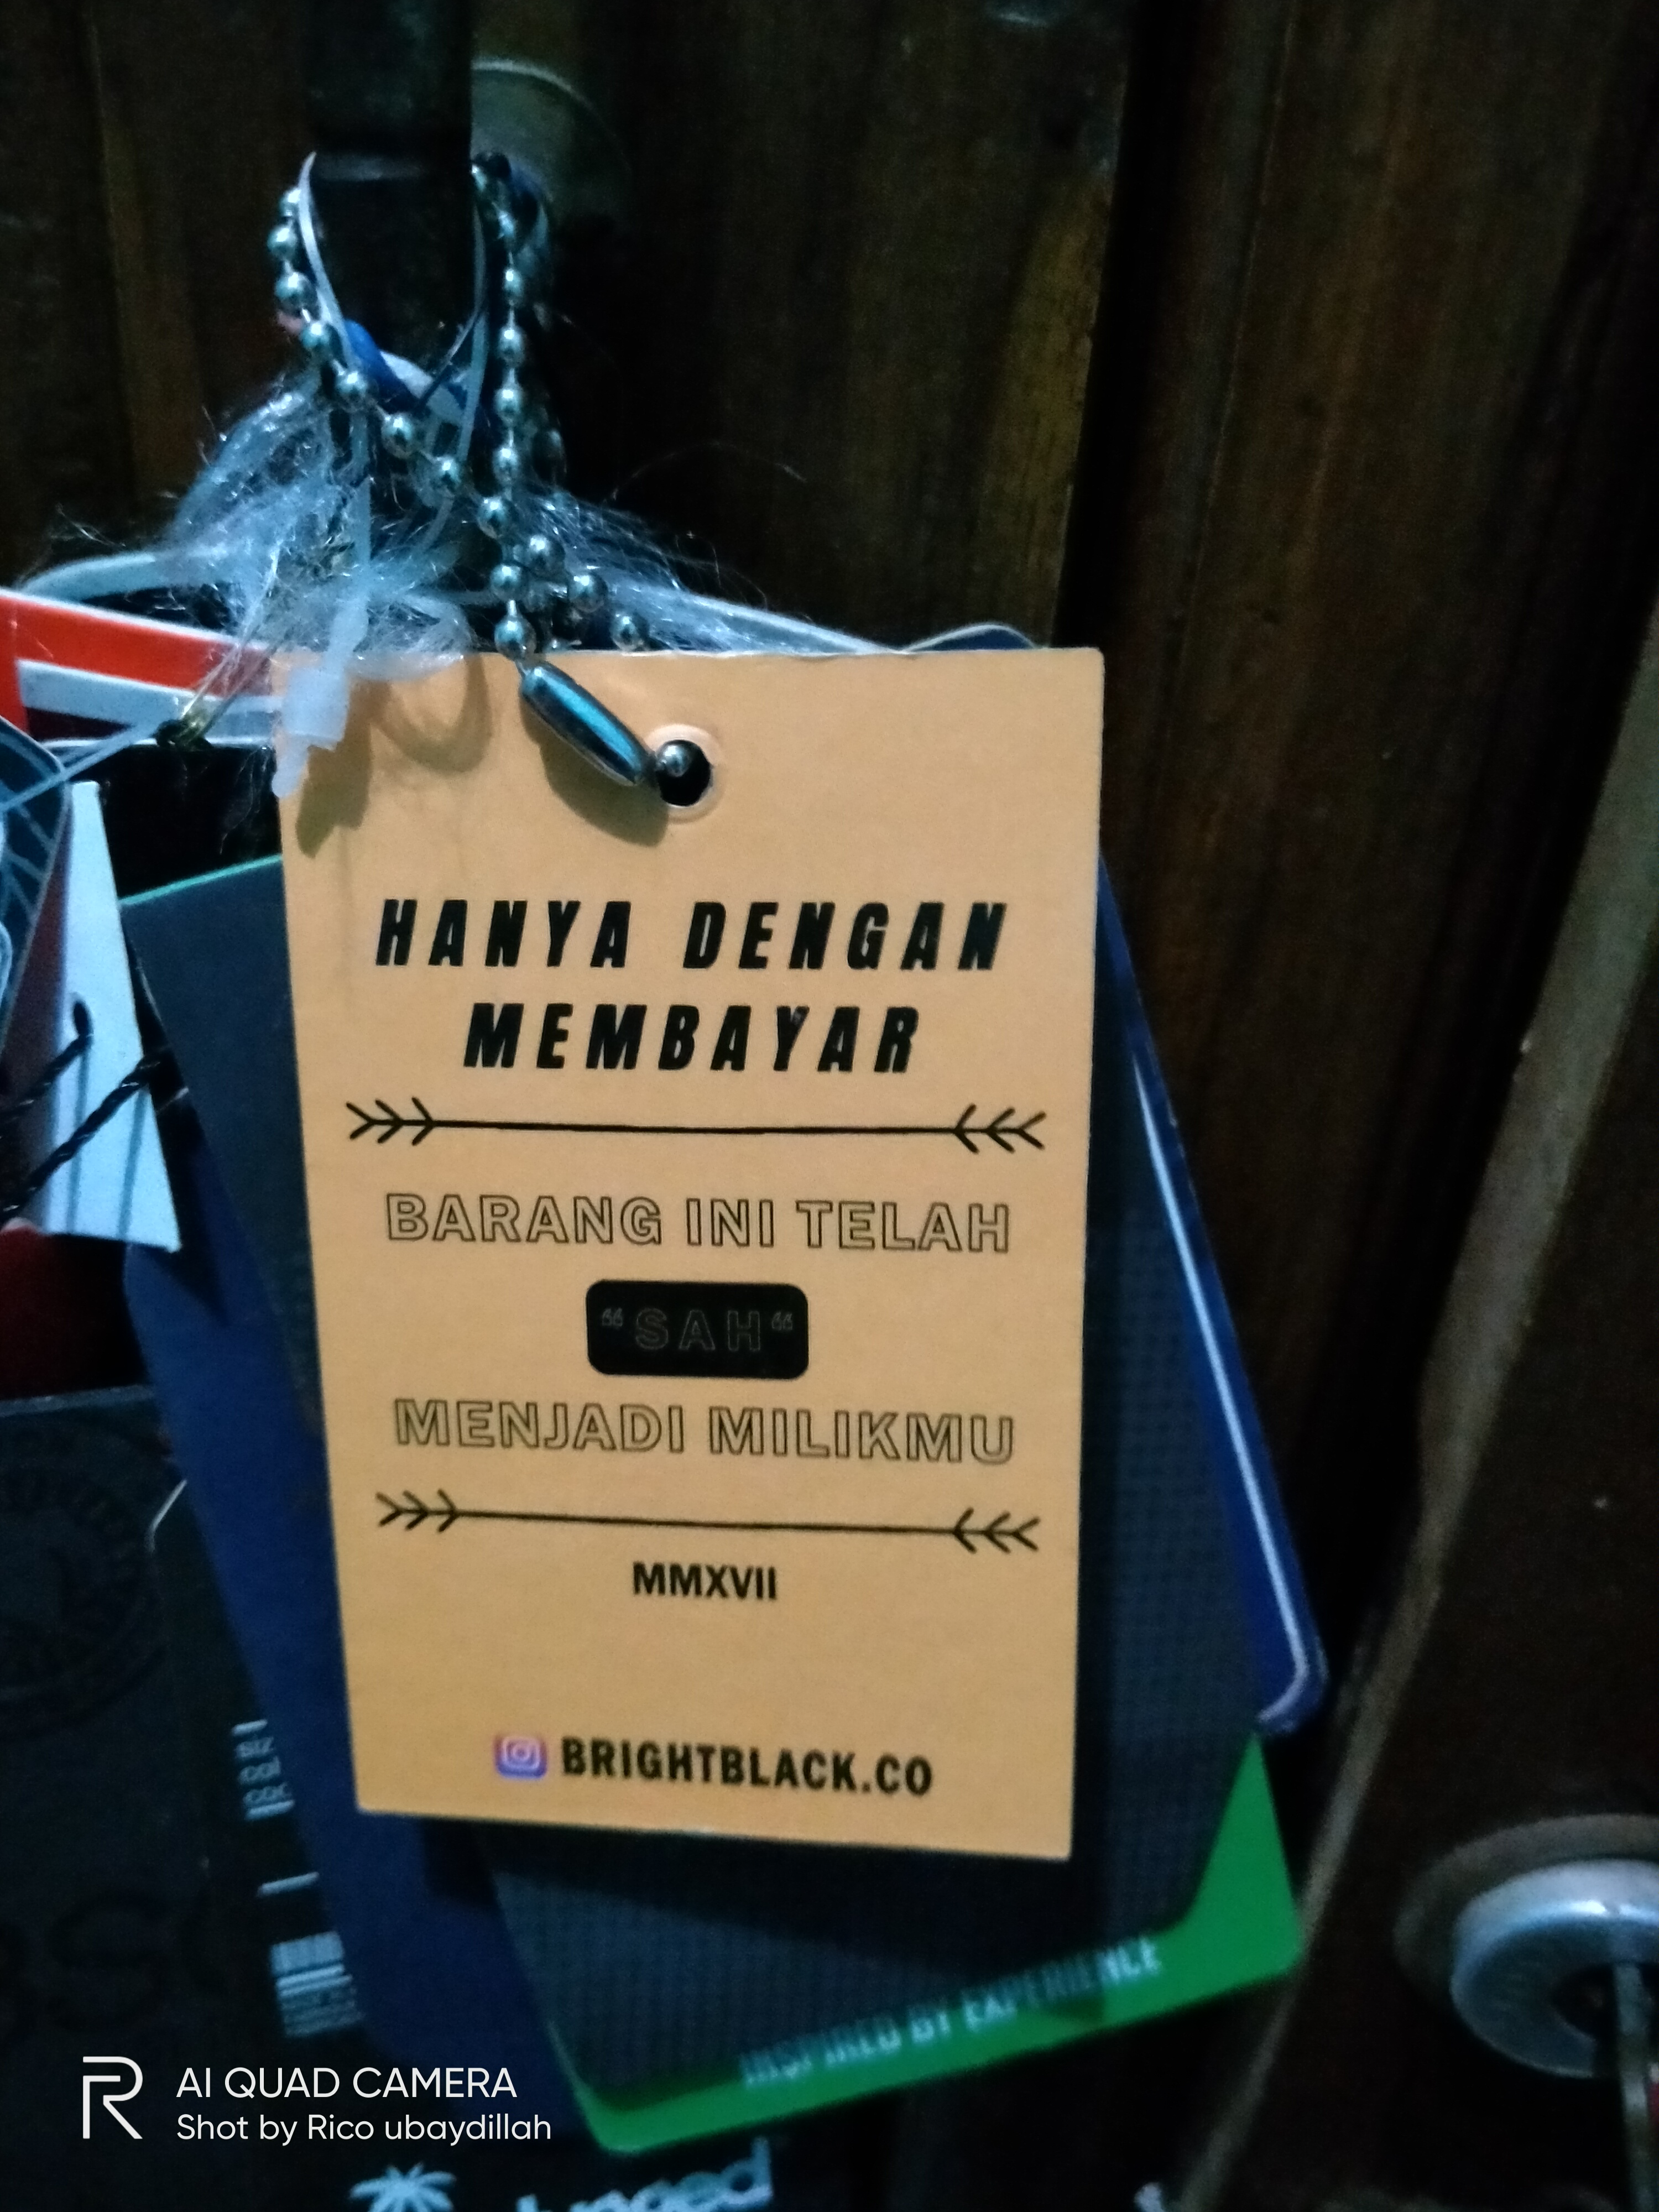 HANYA DENGAN
MEMBAYAR
BARANG INI TELAH
“SAH“
MENJADI MILIKMU
MMXVII
BRIGHTBLACK.CO
INSPIRED BY EXPERIENCE
AI QUAD CAMERA
Shot by Rico ubaydillah